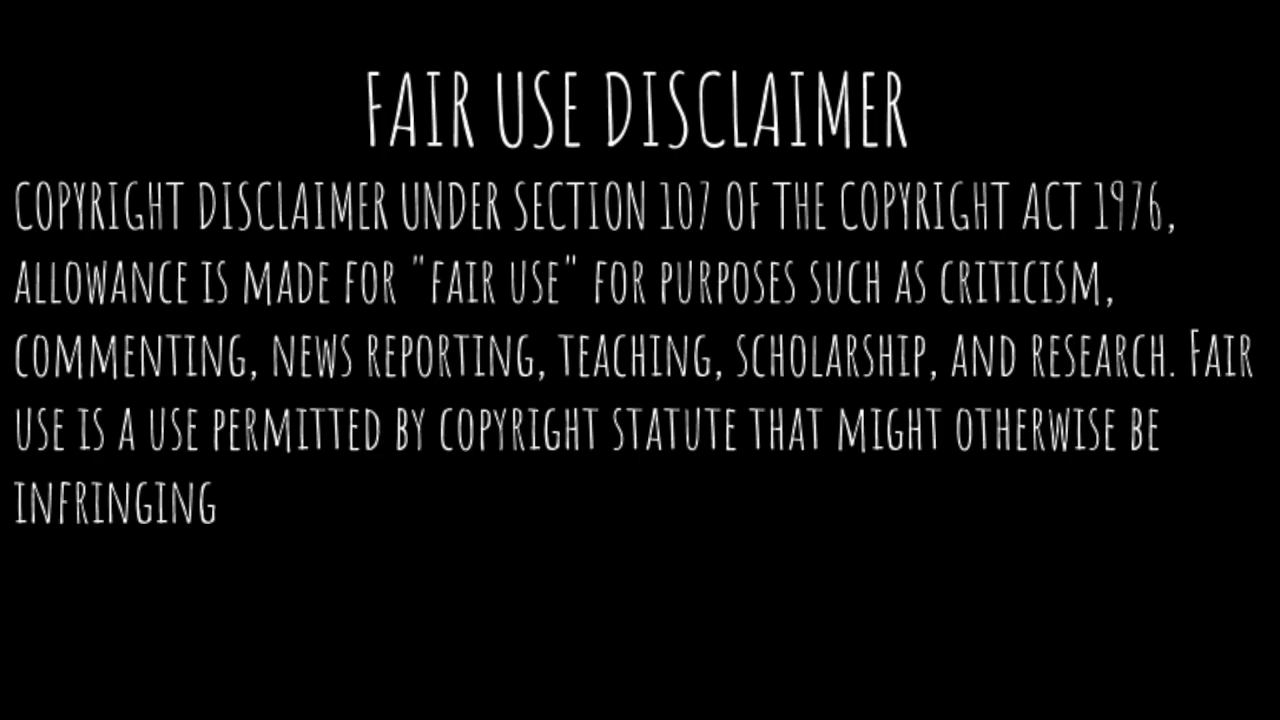 FAIR USE DISCLAIMER
COPYRIGHT DISCLAIMER UNDER SECTION 107 OF THE COPYRIGHT ACT 1976,
ALLOWANCE IS MADE FOR "FAIR USE" FOR PURPOSES SUCH AS CRITICISM,
COMMENTING, NEWS REPORTING, TEACHING, SCHOLARSHIP, AND RESEARCH. FAIR
USE IS A USE PERMITTED BY COPYRIGHT STATUTE THAT MIGHT OTHERWISE BE
INFRINGING